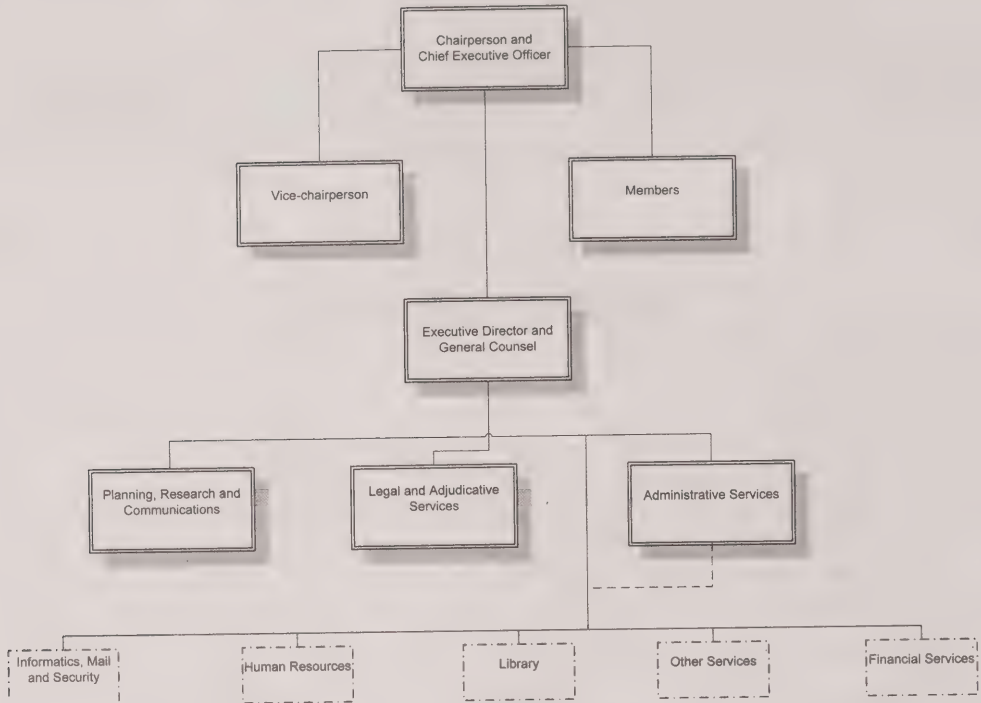 Chairperson and
Chief Executive Officer
Vice-chairperson
Members
Executive Director and
General Counsel
Planning, Research and
Communications
Legal and Adjudicative
Services
Administrative Services
Informatics, Mail
and Security
Human Resources
Library
Other Services
Financial Services